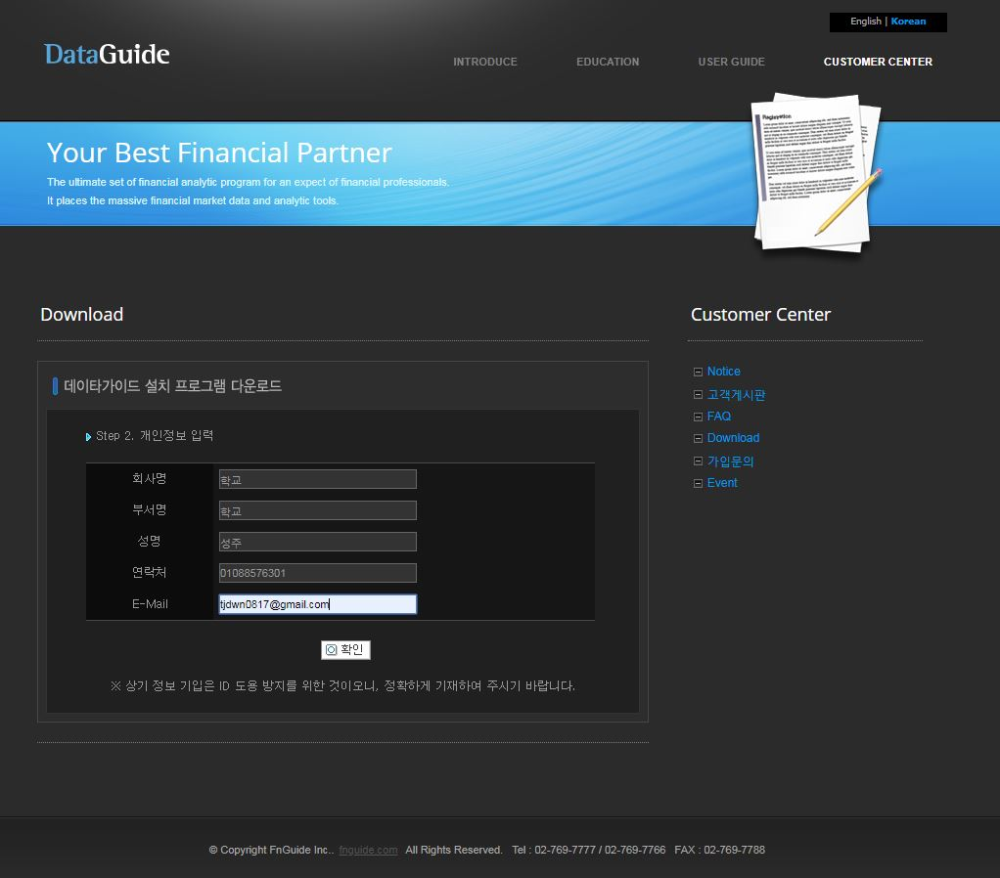 English | Korean
DataGuide
INTRODUCE EDUCATION USER GUIDE CUSTOMER CENTER
Your Best Financial Partner
The ultimate set of financial analytic program for an expect of financial professionals.
It places the massive financial market data and analytic tools.
Registration
Download
데이타가이드 설치 프로그램 다운로드
Step 2. 개인정보 입력
회사명 학교
부서명 학교
성명 성주
연락처 01088576301
E-Mail tjdwn0817@gmail.com
확인
※ 상기 정보 기입은 ID 도용 방지를 위한 것이오니, 정확하게 기재하여 주시기 바랍니다.
Customer Center
Notice
고객게시판
FAQ
Download
가입문의
Event
© Copyright FnGuide Inc.. fnguide.com All Rights Reserved. Tel : 02-769-7777 / 02-769-7766 FAX : 02-769-7788